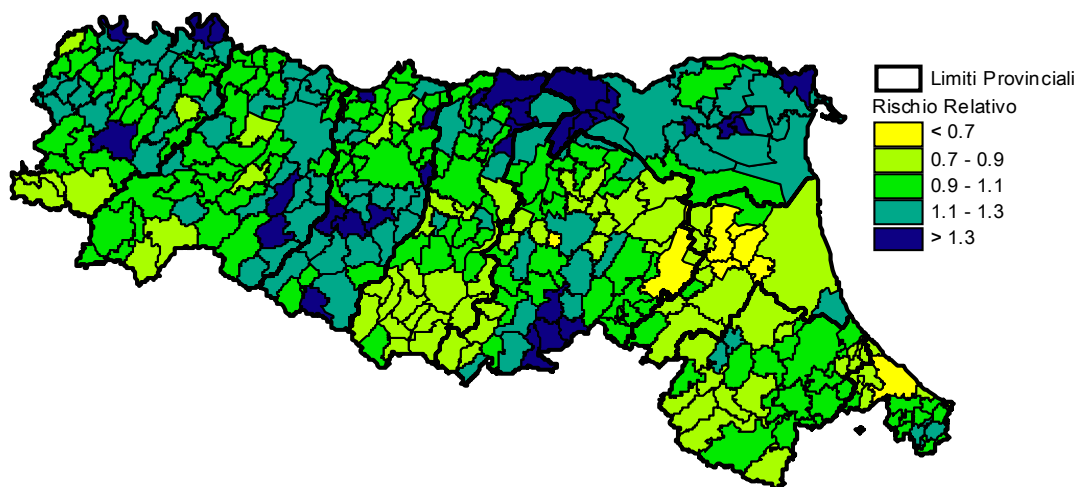 Limiti Provinciali
Rischio Relativo
< 0.7
0.7 - 0.9
0.9 - 1.1
1.1 - 1.3
> 1.3